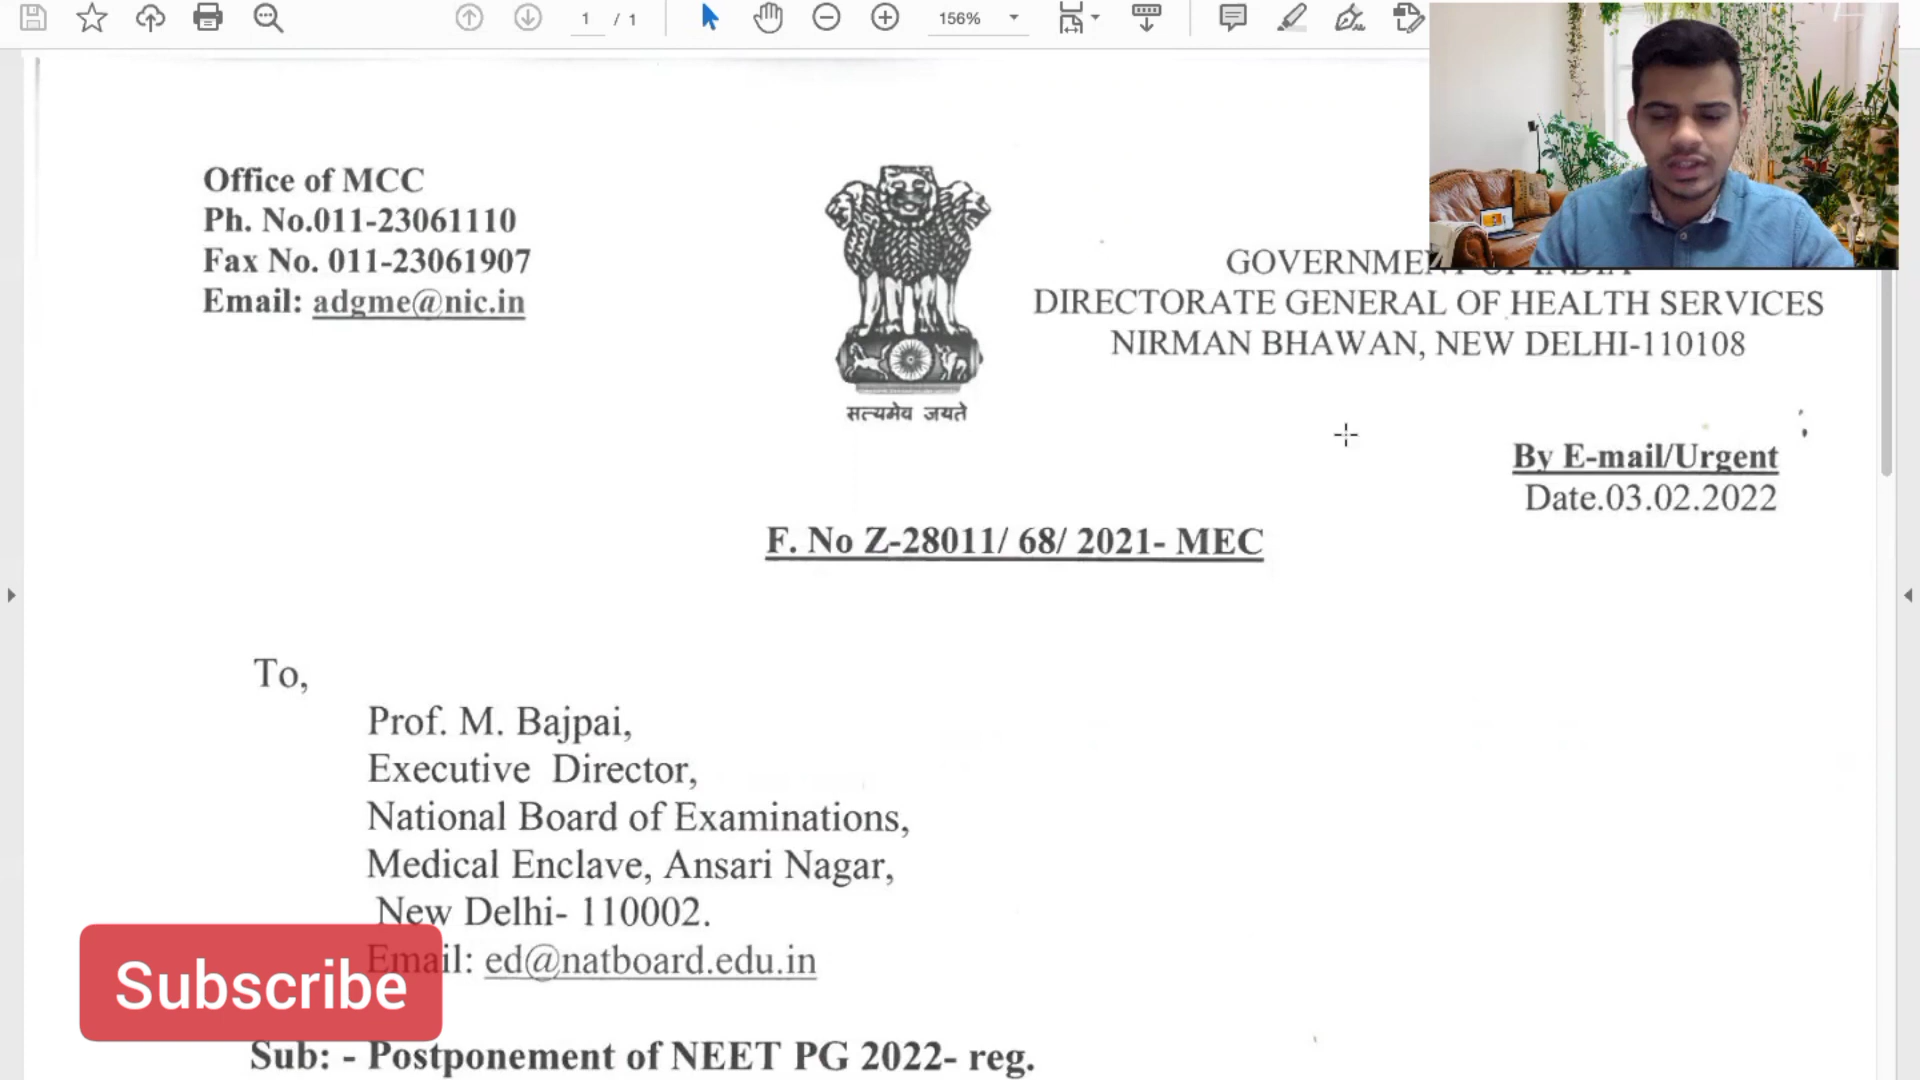 1 / 1
156%
Office of MCC
Ph. No.011-23061110
Fax No. 011-23061907
Email: adgme@nic.in
सत्यमेव जयते
GOVERNMENT OF INDIA
DIRECTORATE GENERAL OF HEALTH SERVICES
NIRMAN BHAWAN, NEW DELHI-110108
By E-mail/Urgent
Date.03.02.2022
F. No Z-28011/ 68/ 2021- MEC
To,
Prof. M. Bajpai,
Executive Director,
National Board of Examinations,
Medical Enclave, Ansari Nagar,
New Delhi- 110002.
Email: ed@natboard.edu.in
Subscribe
Sub: - Postponement of NEET PG 2022- reg.